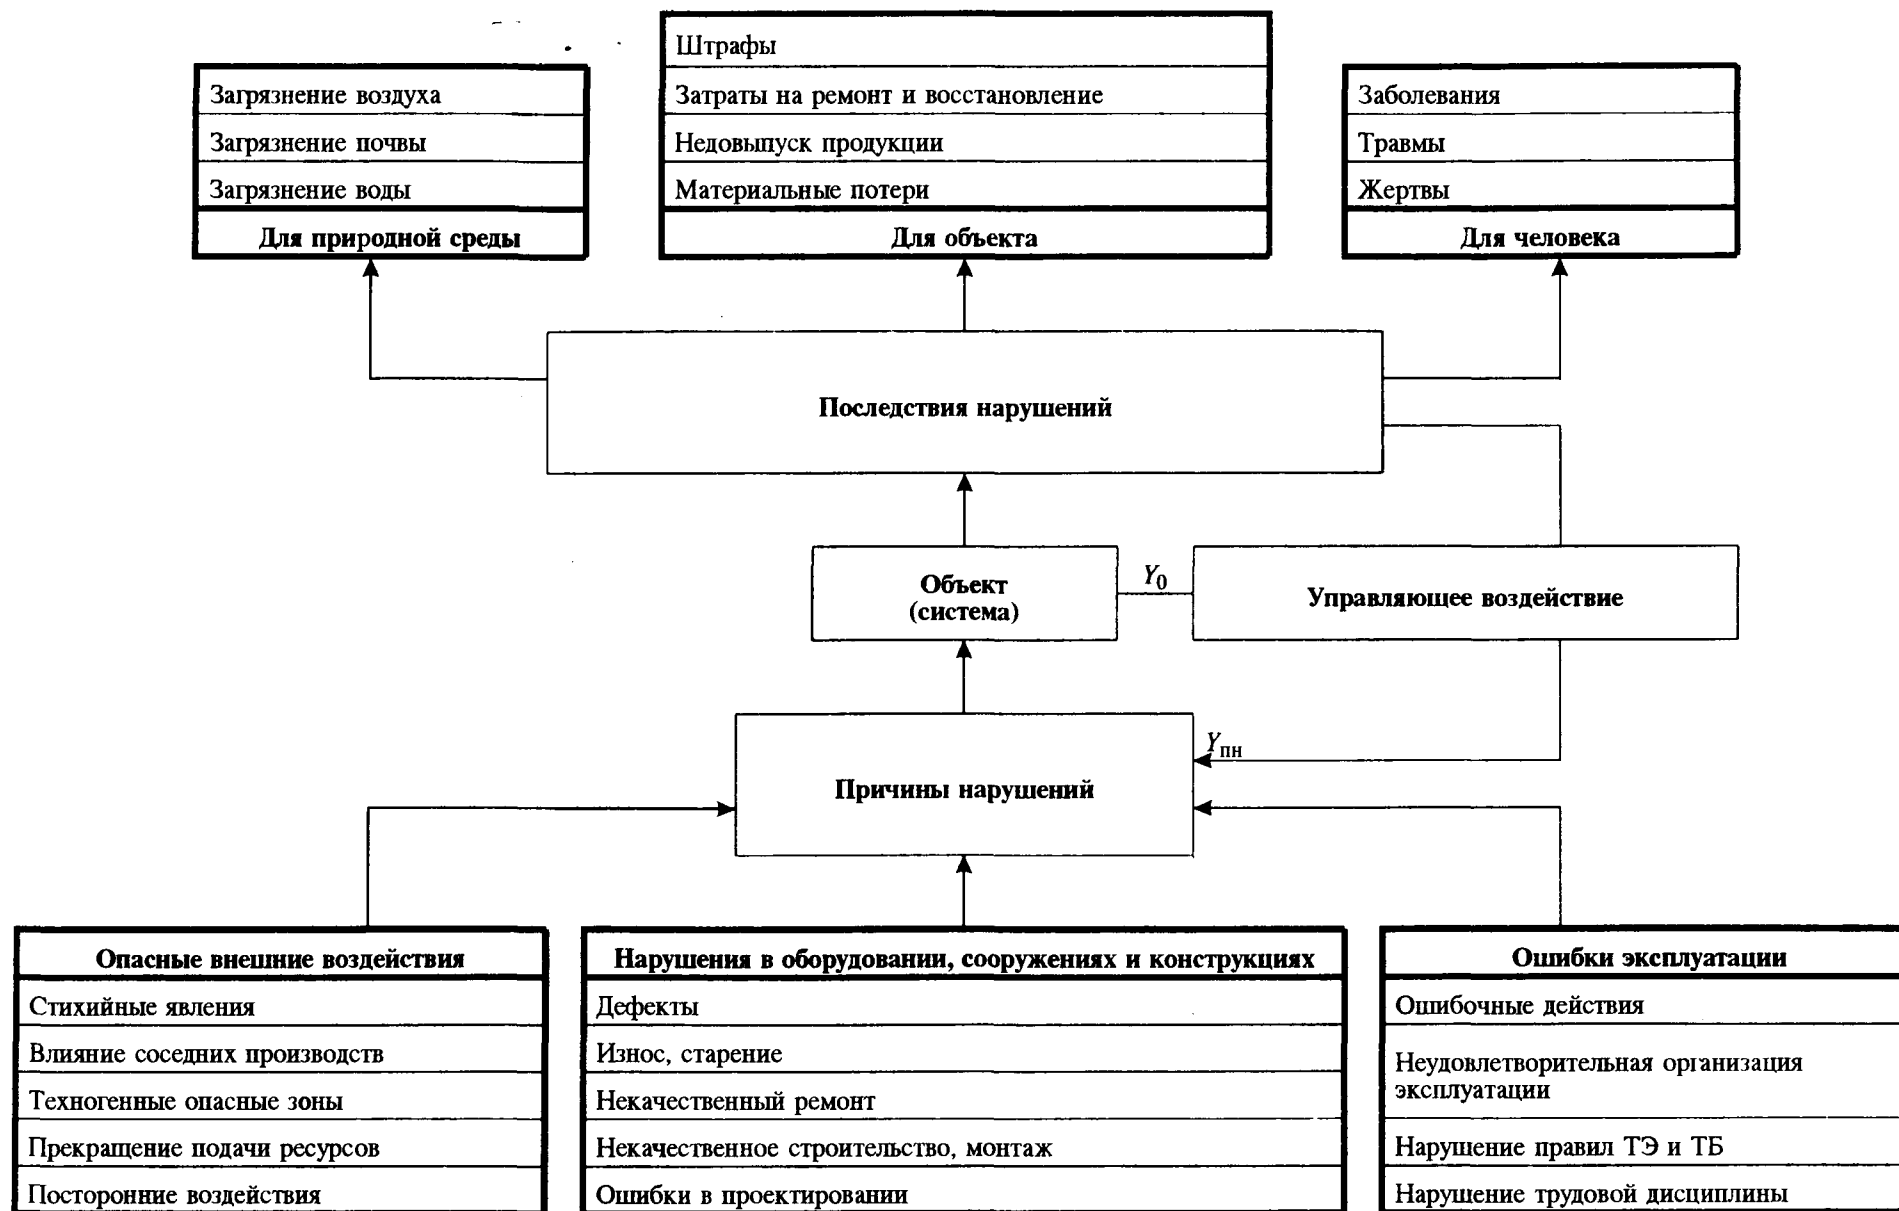 Штрафы
Затраты на ремонт и восстановление
Недовыпуск продукции
Материальные потери
Для объекта
Загрязнение воздуха
Загрязнение почвы
Загрязнение воды
Для природной среды
Заболевания
Травмы
Жертвы
Для человека
Последствия нарушений
Объект
(система)
Y0
Управляющее воздействие
Yпн
Причины нарушений
Опасные внешние воздействия
Стихийные явления
Влияние соседних производств
Техногенные опасные зоны
Прекращение подачи ресурсов
Посторонние воздействия
Нарушения в оборудовании, сооружениях и конструкциях
Дефекты
Износ, старение
Некачественный ремонт
Некачественное строительство, монтаж
Ошибки в проектировании
Ошибки эксплуатации
Ошибочные действия
Неудовлетворительная организация
эксплуатации
Нарушение правил ТЭ и ТБ
Нарушение трудовой дисциплины